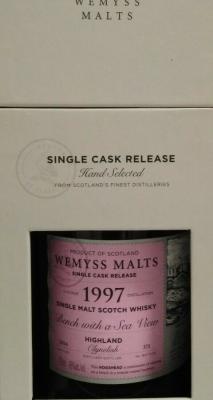 WEMYSS
MALTS
SINGLE CASK RELEASE
Hand Selected
FROM SCOTLAND'S FINEST DISTILLERIES
PRODUCT OF SCOTLAND
WEMYSS MALTS
SINGLE CASK RELEASE
1997
SINGLE MALT SCOTCH WHISKY
Bench with a Sea View
HIGHLAND
Clynelish